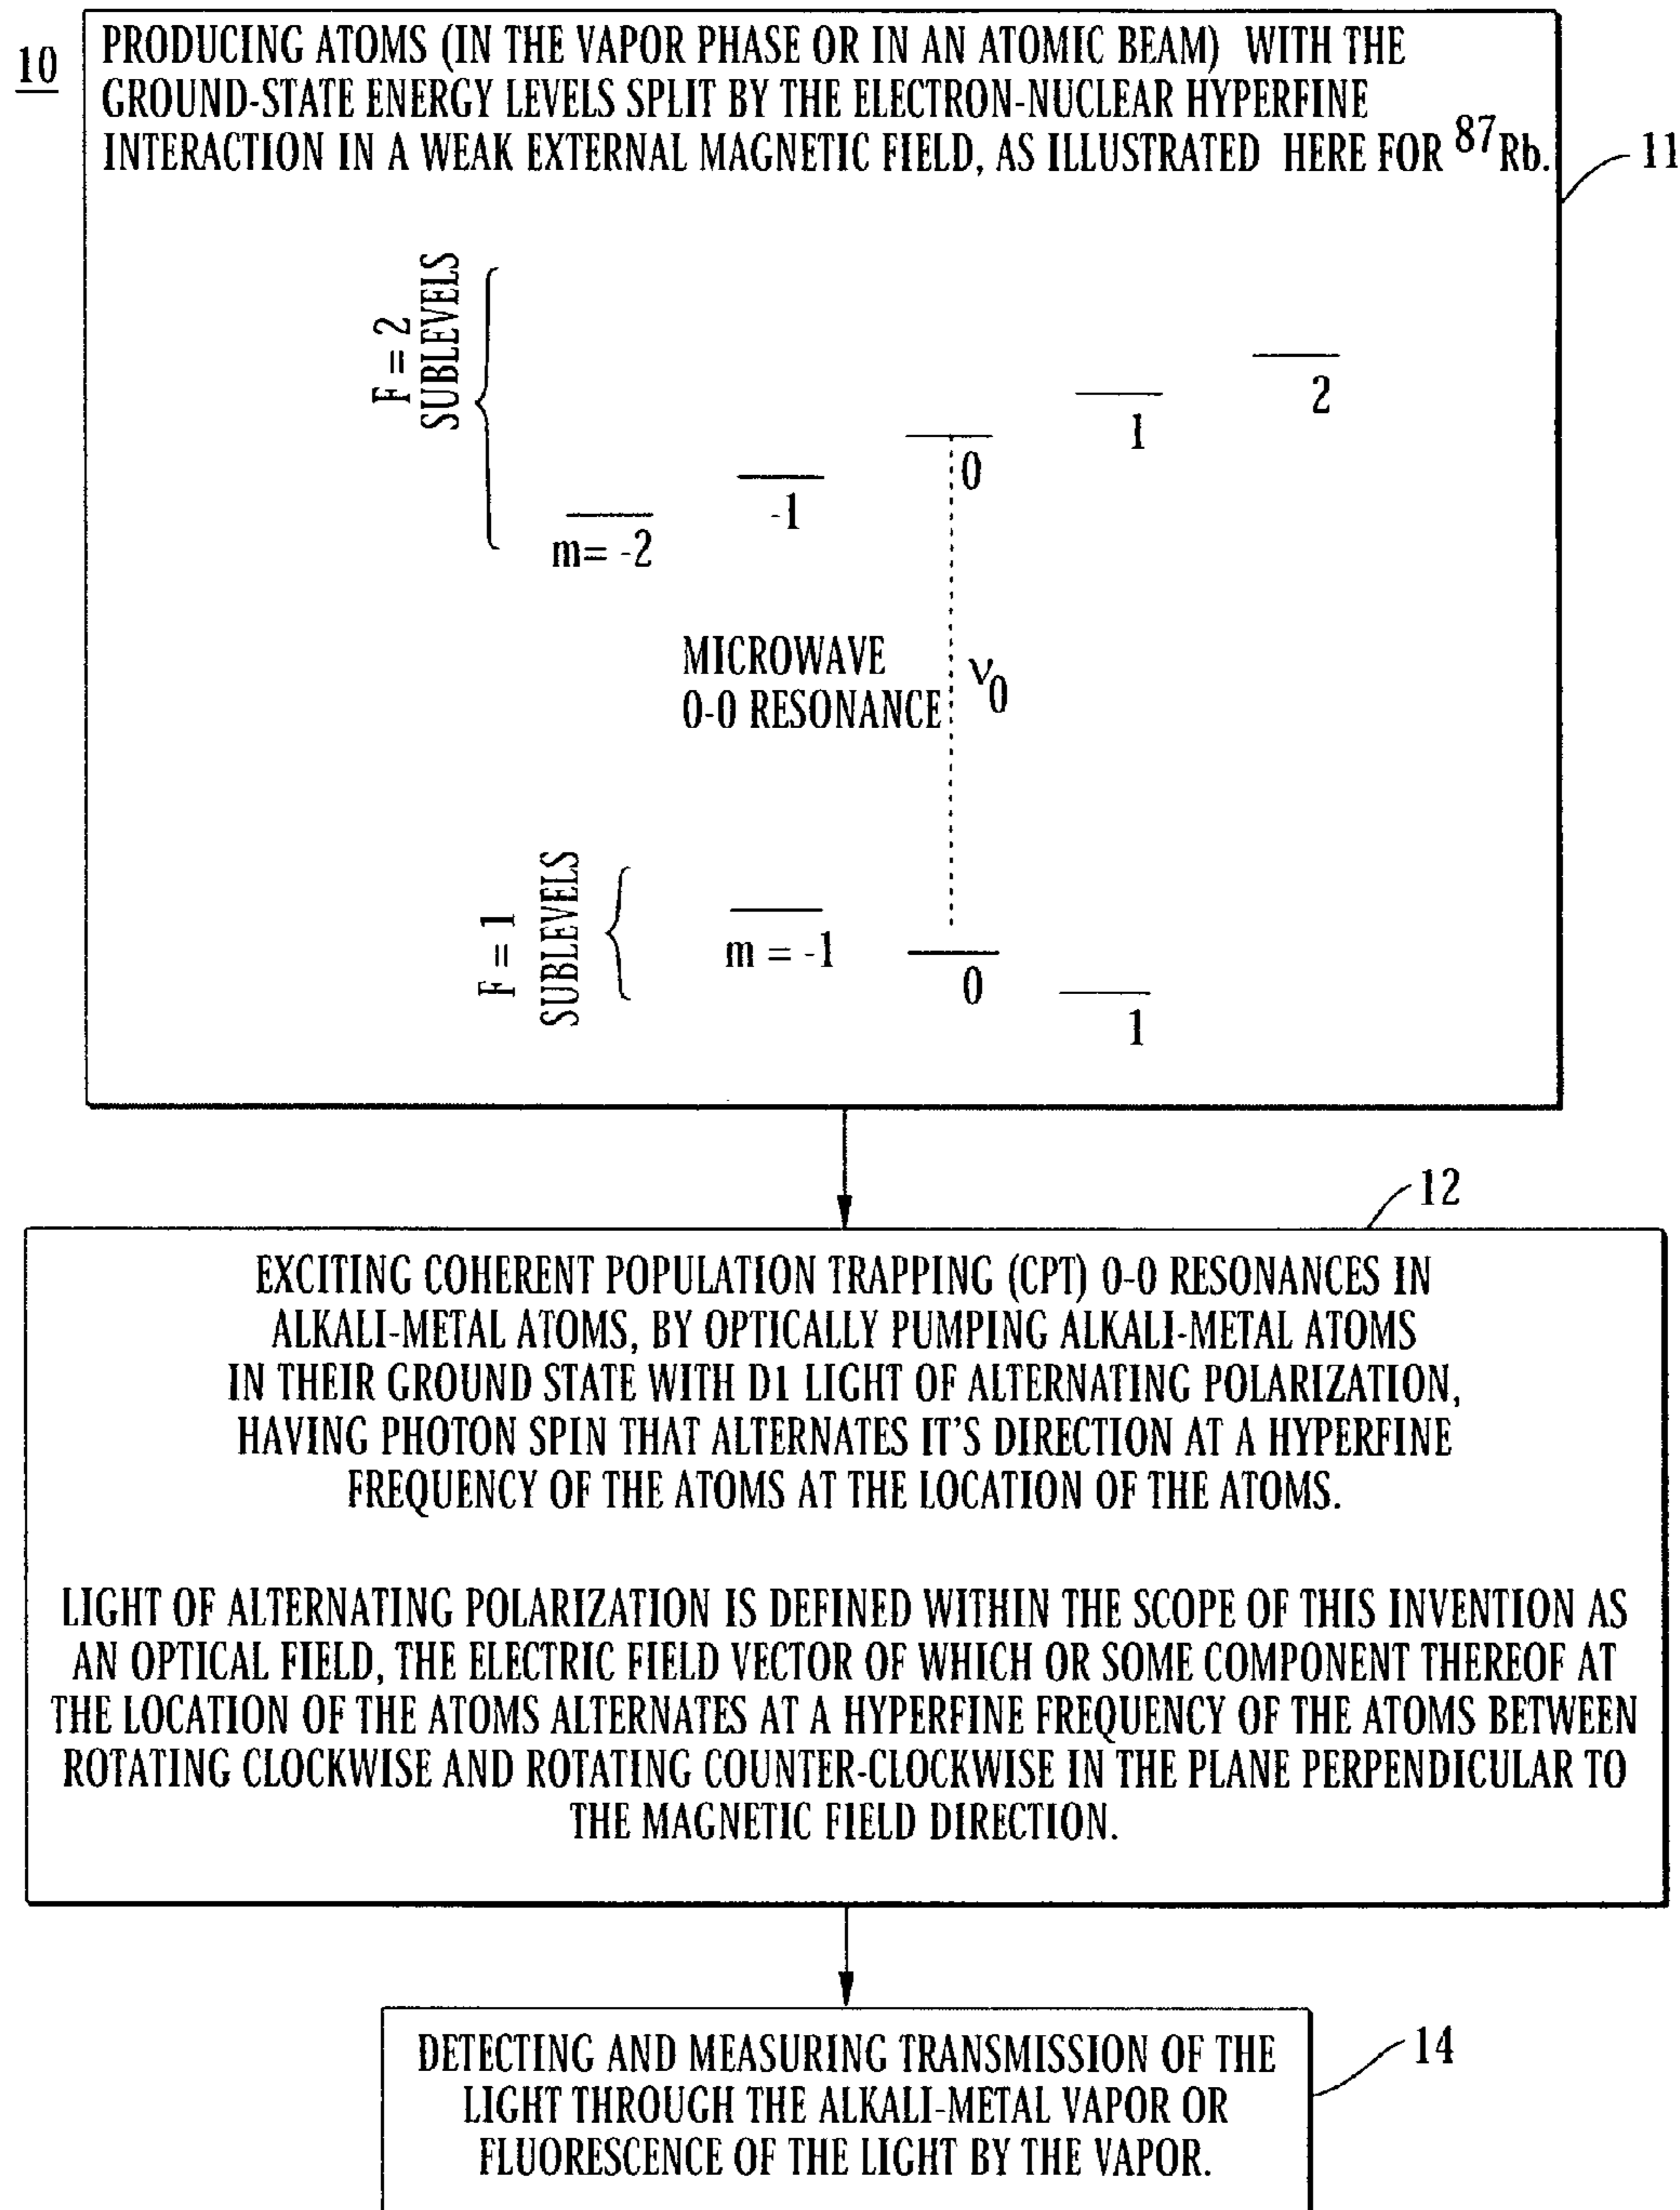 10
PRODUCING ATOMS (IN THE VAPOR PHASE OR IN AN ATOMIC BEAM) WITH THE
GROUND-STATE ENERGY LEVELS SPLIT BY THE ELECTRON-NUCLEAR HYPERFINE
INTERACTION IN A WEAK EXTERNAL MAGNETIC FIELD, AS ILLUSTRATED HERE FOR ⁸⁷Rb.
11
F = 2
SUBLEVELS
2
1
0
-1
m= -2
MICROWAVE
0-0 RESONANCE
ν₀
F = 1
SUBLEVELS
m = -1
0
1
12
EXCITING COHERENT POPULATION TRAPPING (CPT) 0-0 RESONANCES IN
ALKALI-METAL ATOMS, BY OPTICALLY PUMPING ALKALI-METAL ATOMS
IN THEIR GROUND STATE WITH D1 LIGHT OF ALTERNATING POLARIZATION,
HAVING PHOTON SPIN THAT ALTERNATES IT'S DIRECTION AT A HYPERFINE
FREQUENCY OF THE ATOMS AT THE LOCATION OF THE ATOMS.
LIGHT OF ALTERNATING POLARIZATION IS DEFINED WITHIN THE SCOPE OF THIS INVENTION AS
AN OPTICAL FIELD, THE ELECTRIC FIELD VECTOR OF WHICH OR SOME COMPONENT THEREOF AT
THE LOCATION OF THE ATOMS ALTERNATES AT A HYPERFINE FREQUENCY OF THE ATOMS BETWEEN
ROTATING CLOCKWISE AND ROTATING COUNTER-CLOCKWISE IN THE PLANE PERPENDICULAR TO
THE MAGNETIC FIELD DIRECTION.
14
DETECTING AND MEASURING TRANSMISSION OF THE
LIGHT THROUGH THE ALKALI-METAL VAPOR OR
FLUORESCENCE OF THE LIGHT BY THE VAPOR.